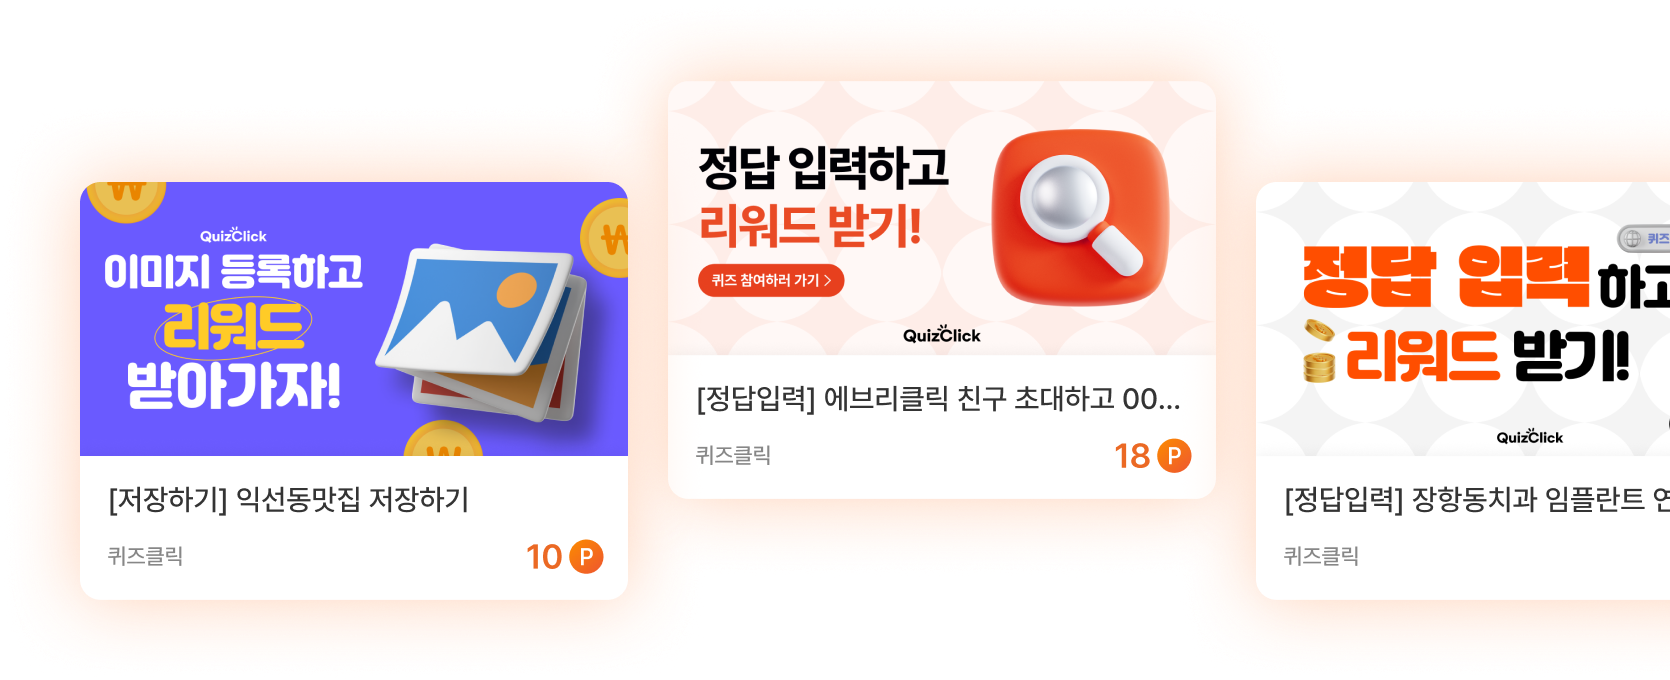 QuizClick
이미지 등록하고
리워드
받아가자!
[저장하기] 익선동맛집 저장하기
퀴즈클릭
10 P
정답 입력하고
리워드 받기!
퀴즈 참여하러 가기 >
QuizClick
[정답입력] 에브리클릭 친구 초대하고 00...
퀴즈클릭
18 P
퀴즈
정답 입력하고
리워드 받기!
QuizClick
[정답입력] 장항동치과 임플란트 연
퀴즈클릭